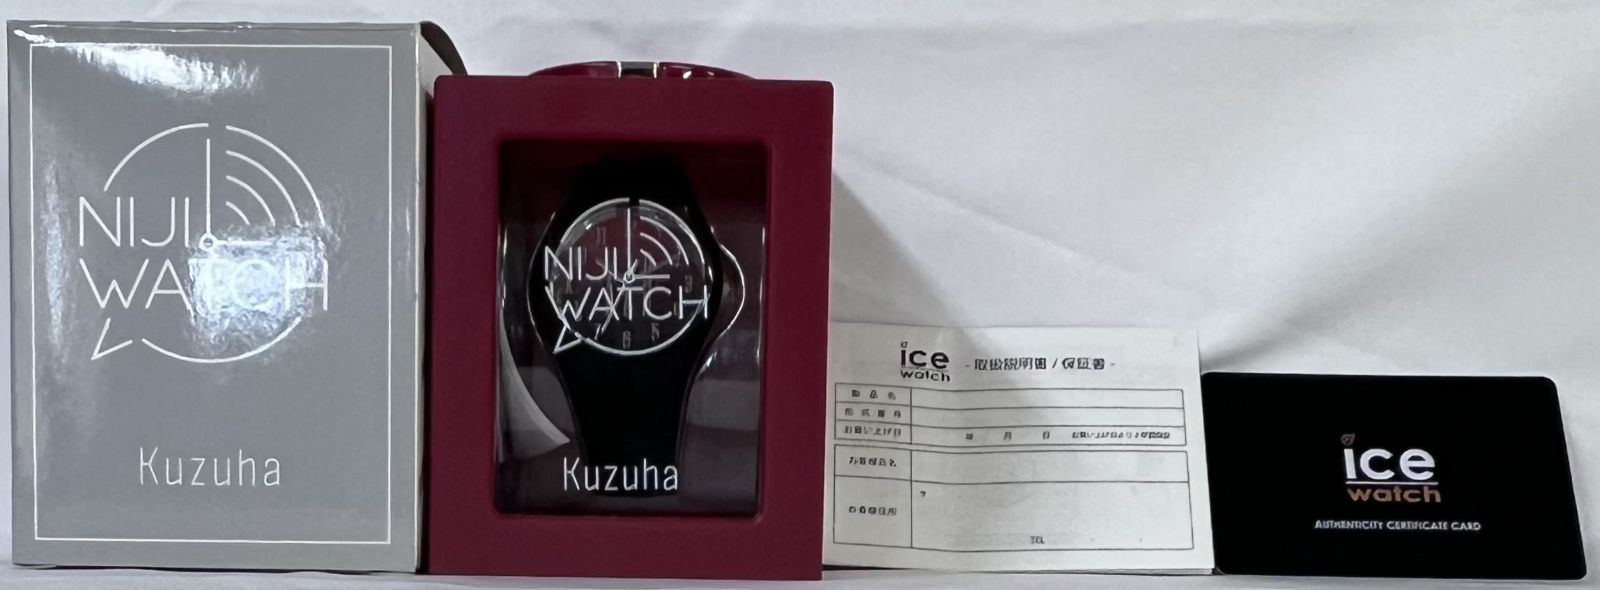 NIJI
WATCH
Kuzuha
NIJI
WATCH
Kuzuha
ice
watch
- 取扱説明書 / 保証書 -
TEL
ice
watch
AUTHENTICITY CERTIFICATE CARD